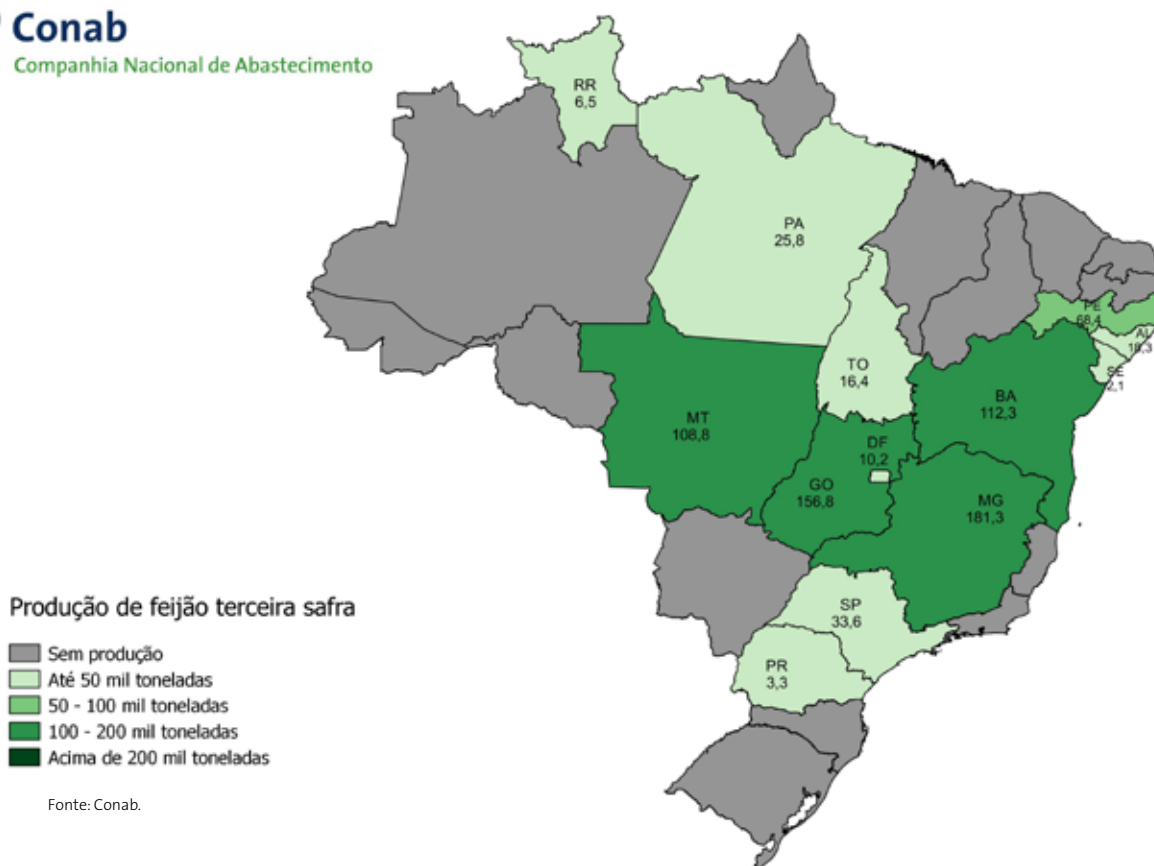 Conab
Companhia Nacional de Abastecimento
RR
6,5
PA
25,8
PE
68,4
AL
TO
16,4
SE
2,1
BA
112,3
MT
108,8
DF
10,2
GO
156,8
MG
181,3
SP
33,6
PR
3,3
Produção de feijão terceira safra
Sem produção
Até 50 mil toneladas
50 - 100 mil toneladas
100 - 200 mil toneladas
Acima de 200 mil toneladas
Fonte: Conab.